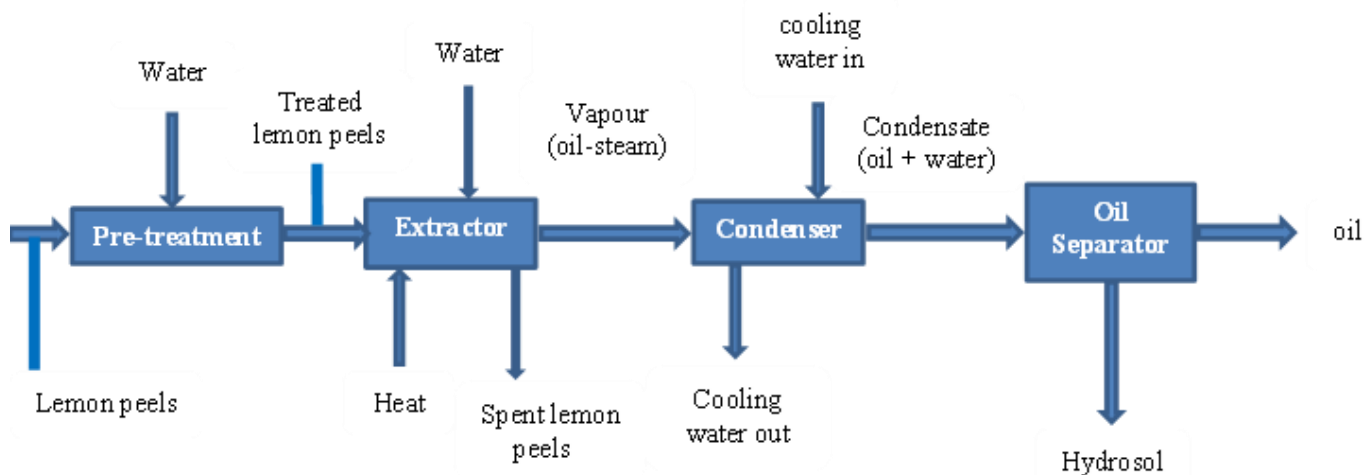 Water
Treated
lemon peels
Water
Vapour
(oil-steam)
cooling
water in
Condensate
(oil + water)
Pre-treatment
Extractor
Condenser
Oil
Separator
oil
Lemon peels
Heat
Spent lemon
peels
Cooling
water out
Hydrosol